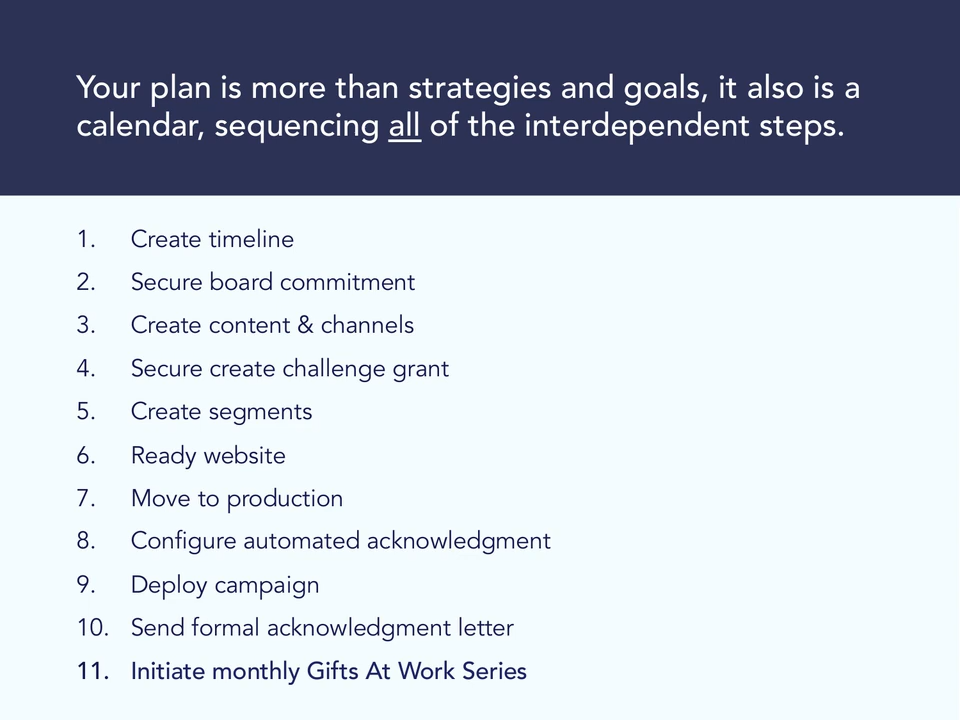 Your plan is more than strategies and goals, it also is a
calendar, sequencing all of the interdependent steps.
1. Create timeline
2. Secure board commitment
3. Create content & channels
4. Secure create challenge grant
5. Create segments
6. Ready website
7. Move to production
8. Configure automated acknowledgment
9. Deploy campaign
10. Send formal acknowledgment letter
11. Initiate monthly Gifts At Work Series